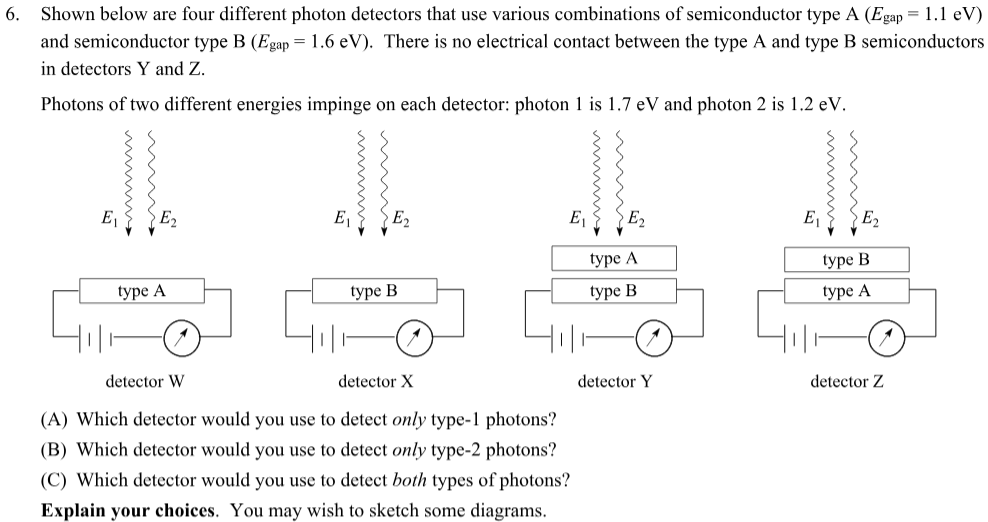 6. Shown below are four different photon detectors that use various combinations of semiconductor type A (Egap = 1.1 eV)
and semiconductor type B (Egap = 1.6 eV). There is no electrical contact between the type A and type B semiconductors
in detectors Y and Z.
Photons of two different energies impinge on each detector: photon 1 is 1.7 eV and photon 2 is 1.2 eV.
E1 E2 E1 E2 E1 E2 E1 E2
type A type B
type A type B type B type A
detector W detector X detector Y detector Z
(A) Which detector would you use to detect only type-1 photons?
(B) Which detector would you use to detect only type-2 photons?
(C) Which detector would you use to detect both types of photons?
Explain your choices. You may wish to sketch some diagrams.